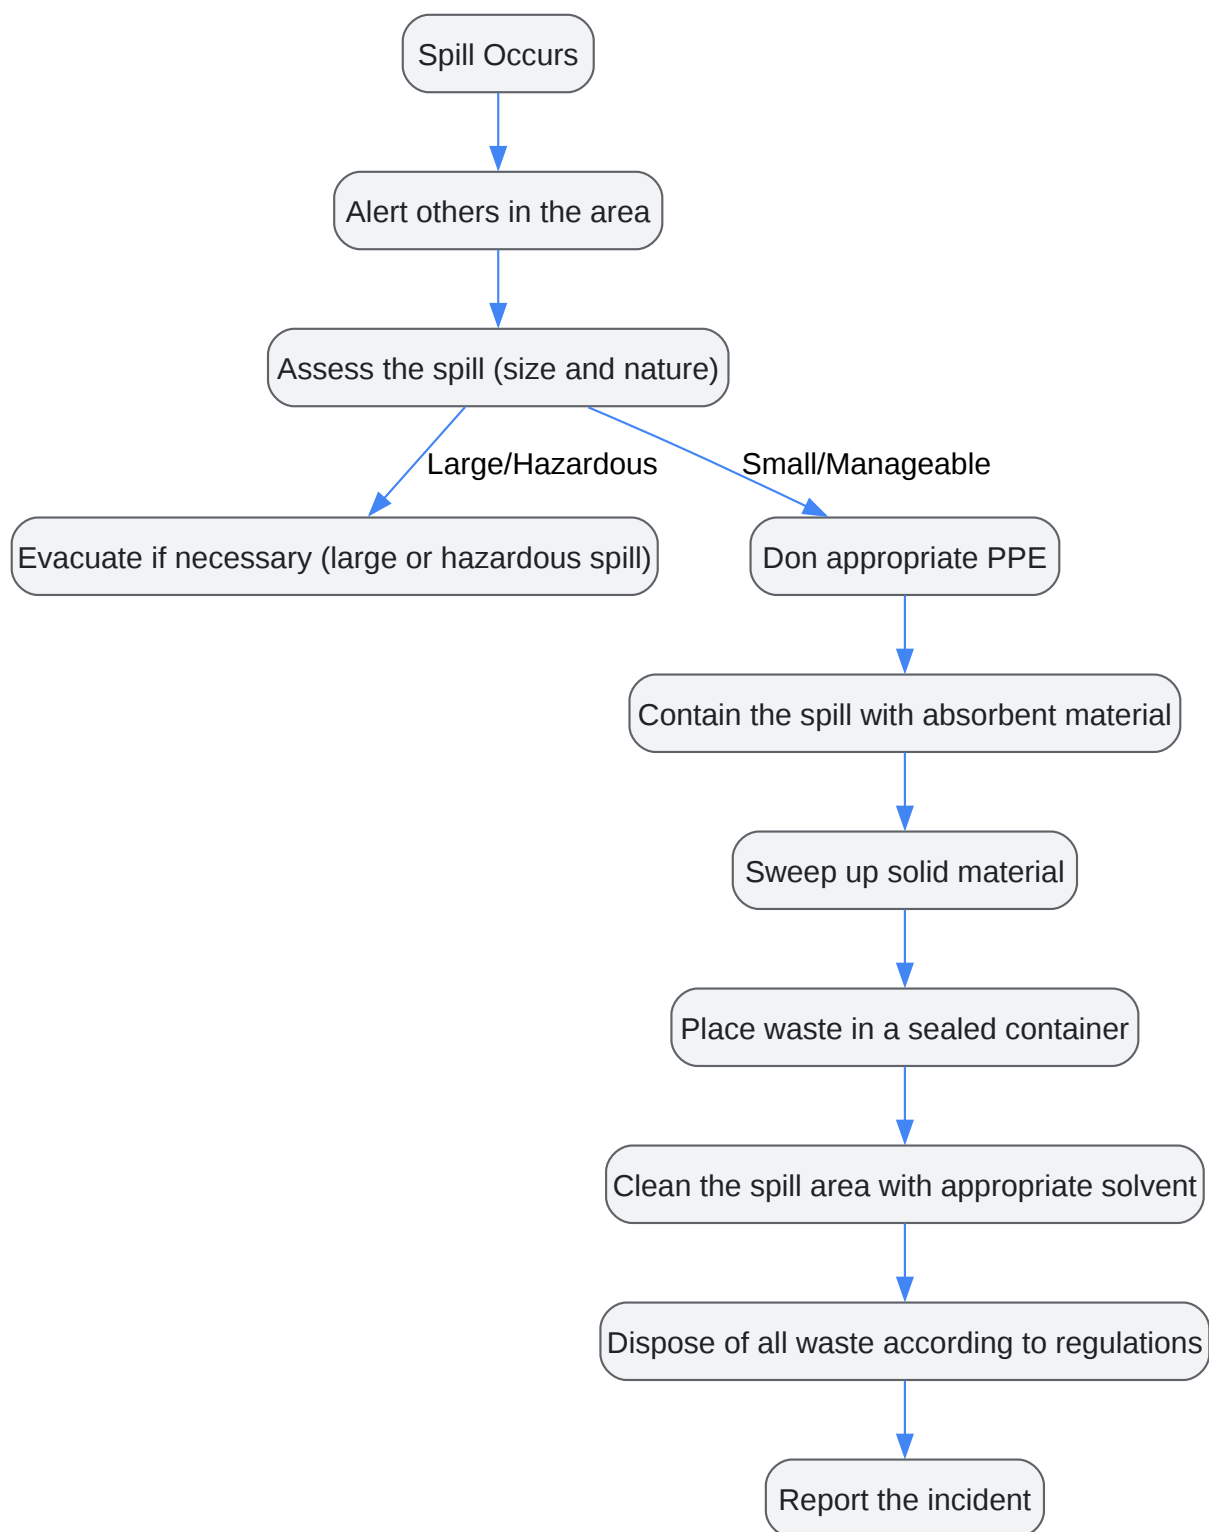 Spill Occurs
Alert others in the area
Assess the spill (size and nature)
Large/Hazardous
Small/Manageable
Evacuate if necessary (large or hazardous spill)
Don appropriate PPE
Contain the spill with absorbent material
Sweep up solid material
Place waste in a sealed container
Clean the spill area with appropriate solvent
Dispose of all waste according to regulations
Report the incident